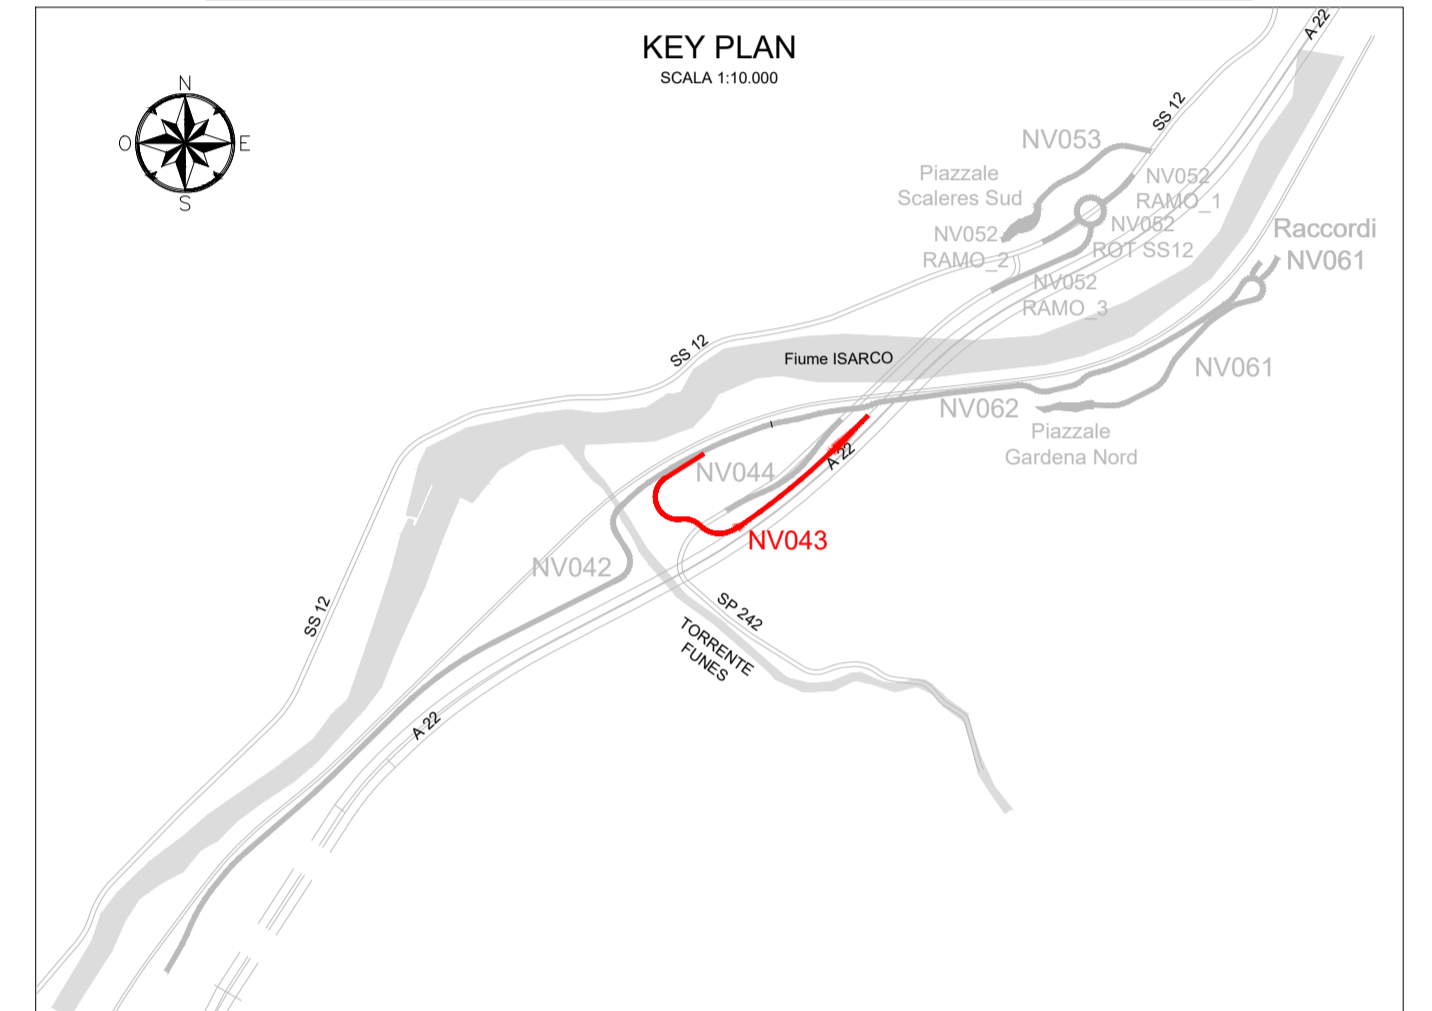 KEY PLAN
SCALA 1:10.000
N
O
E
S
A 22
SS 12
NV053
Piazzale
Scaleres Sud
NV052
RAMO_1
NV052
ROT SS12
NV052
RAMO_2
Raccordi
NV061
NV052
RAMO_3
SS 12
Fiume ISARCO
NV061
NV062
Piazzale
Gardena Nord
A 22
NV044
NV043
NV042
SS 12
SP 242
TORRENTE
FUNES
A 22